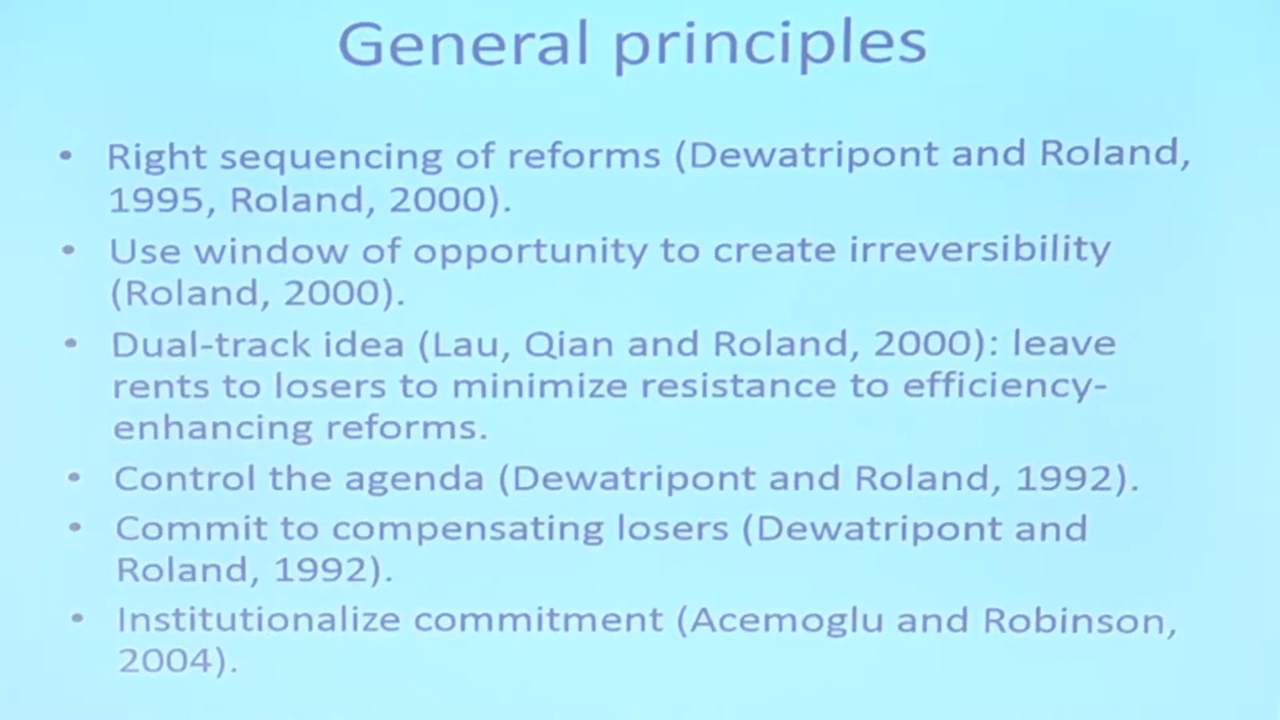 General principles
• Right sequencing of reforms (Dewatripont and Roland,
1995, Roland, 2000).
• Use window of opportunity to create irreversibility
(Roland, 2000).
• Dual-track idea (Lau, Qian and Roland, 2000): leave
rents to losers to minimize resistance to efficiency-
enhancing reforms.
• Control the agenda (Dewatripont and Roland, 1992).
• Commit to compensating losers (Dewatripont and
Roland, 1992).
• Institutionalize commitment (Acemoglu and Robinson,
2004).